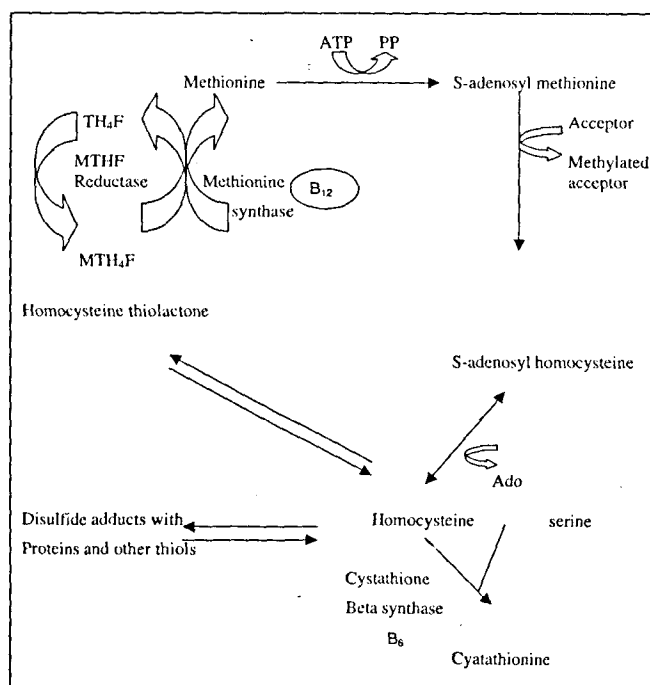 ATP PP
Methionine
S-adenosyl methionine
TH₄F
Acceptor
MTHF
Reductase
Methionine
synthase
B₁₂
Methylated
acceptor
MTH₄F
Homocysteine thiolactone
S-adenosyl homocysteine
Ado
Disulfide adducts with
Proteins and other thiols
Homocysteine
serine
Cystathione
Beta synthase
B₆
Cyatathionine